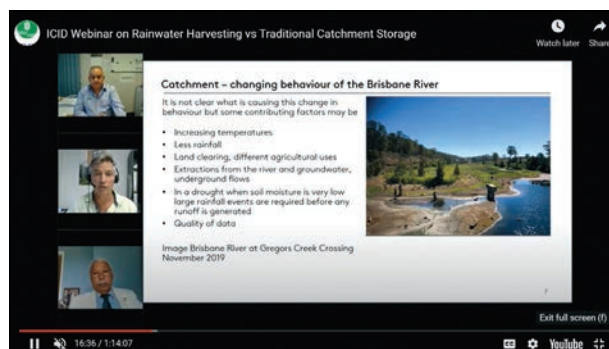 ICID Webinar on Rainwater Harvesting vs Traditional Catchment Storage
Watch later
Share
Catchment – changing behaviour of the Brisbane River
It is not clear what is causing this change in
behaviour but some contributing factors may be
• Increasing temperatures
• Less rainfall
• Land clearing, different agricultural uses
• Extractions from the river and groundwater,
underground flows
• In a drought when soil moisture is very low
large rainfall events are required before any
runoff is generated
• Quality of data
Image Brisbane River at Gregors Creek Crossing
November 2019
Exit full screen (f)
16:36 / 1:14:07
CC
YouTube